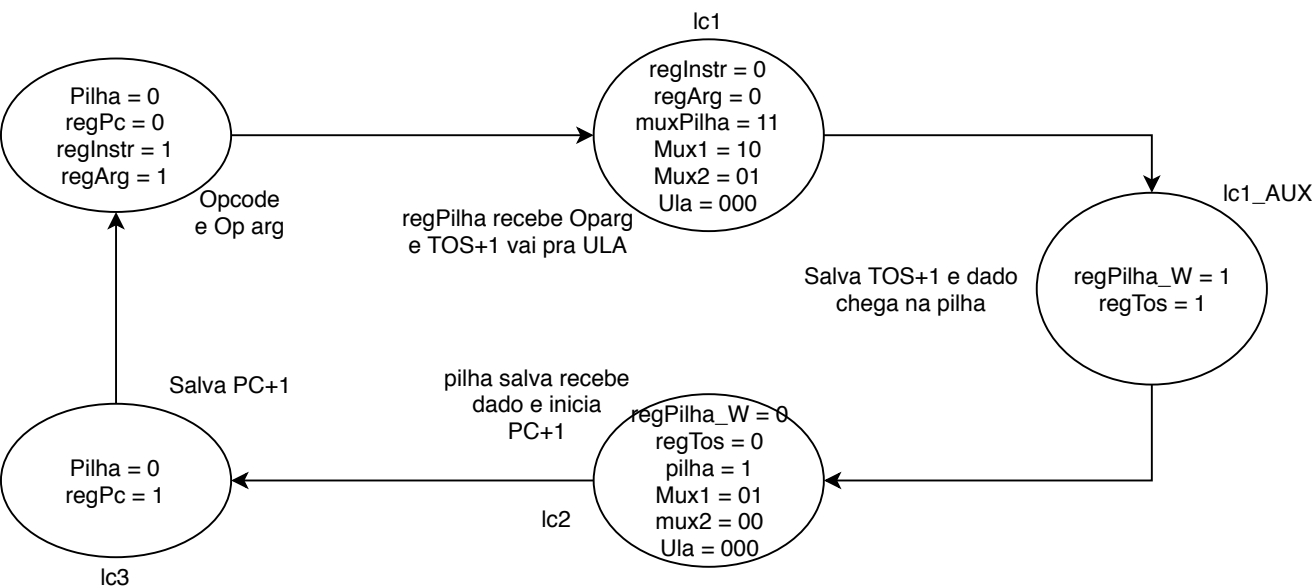 lc1
Pilha = 0
regPc = 0
regInstr = 1
regArg = 1
Opcode
e Op arg
regInstr = 0
regArg = 0
muxPilha = 11
Mux1 = 10
Mux2 = 01
Ula = 000
regPilha recebe Oparg
e TOS+1 vai pra ULA
lc1_AUX
Salva TOS+1 e dado
chega na pilha
regPilha_W = 1
regTos = 1
Salva PC+1
pilha salva recebe
dado e inicia
PC+1
regPilha_W = 0
regTos = 0
pilha = 1
Mux1 = 01
mux2 = 00
Ula = 000
lc2
Pilha = 0
regPc = 1
lc3